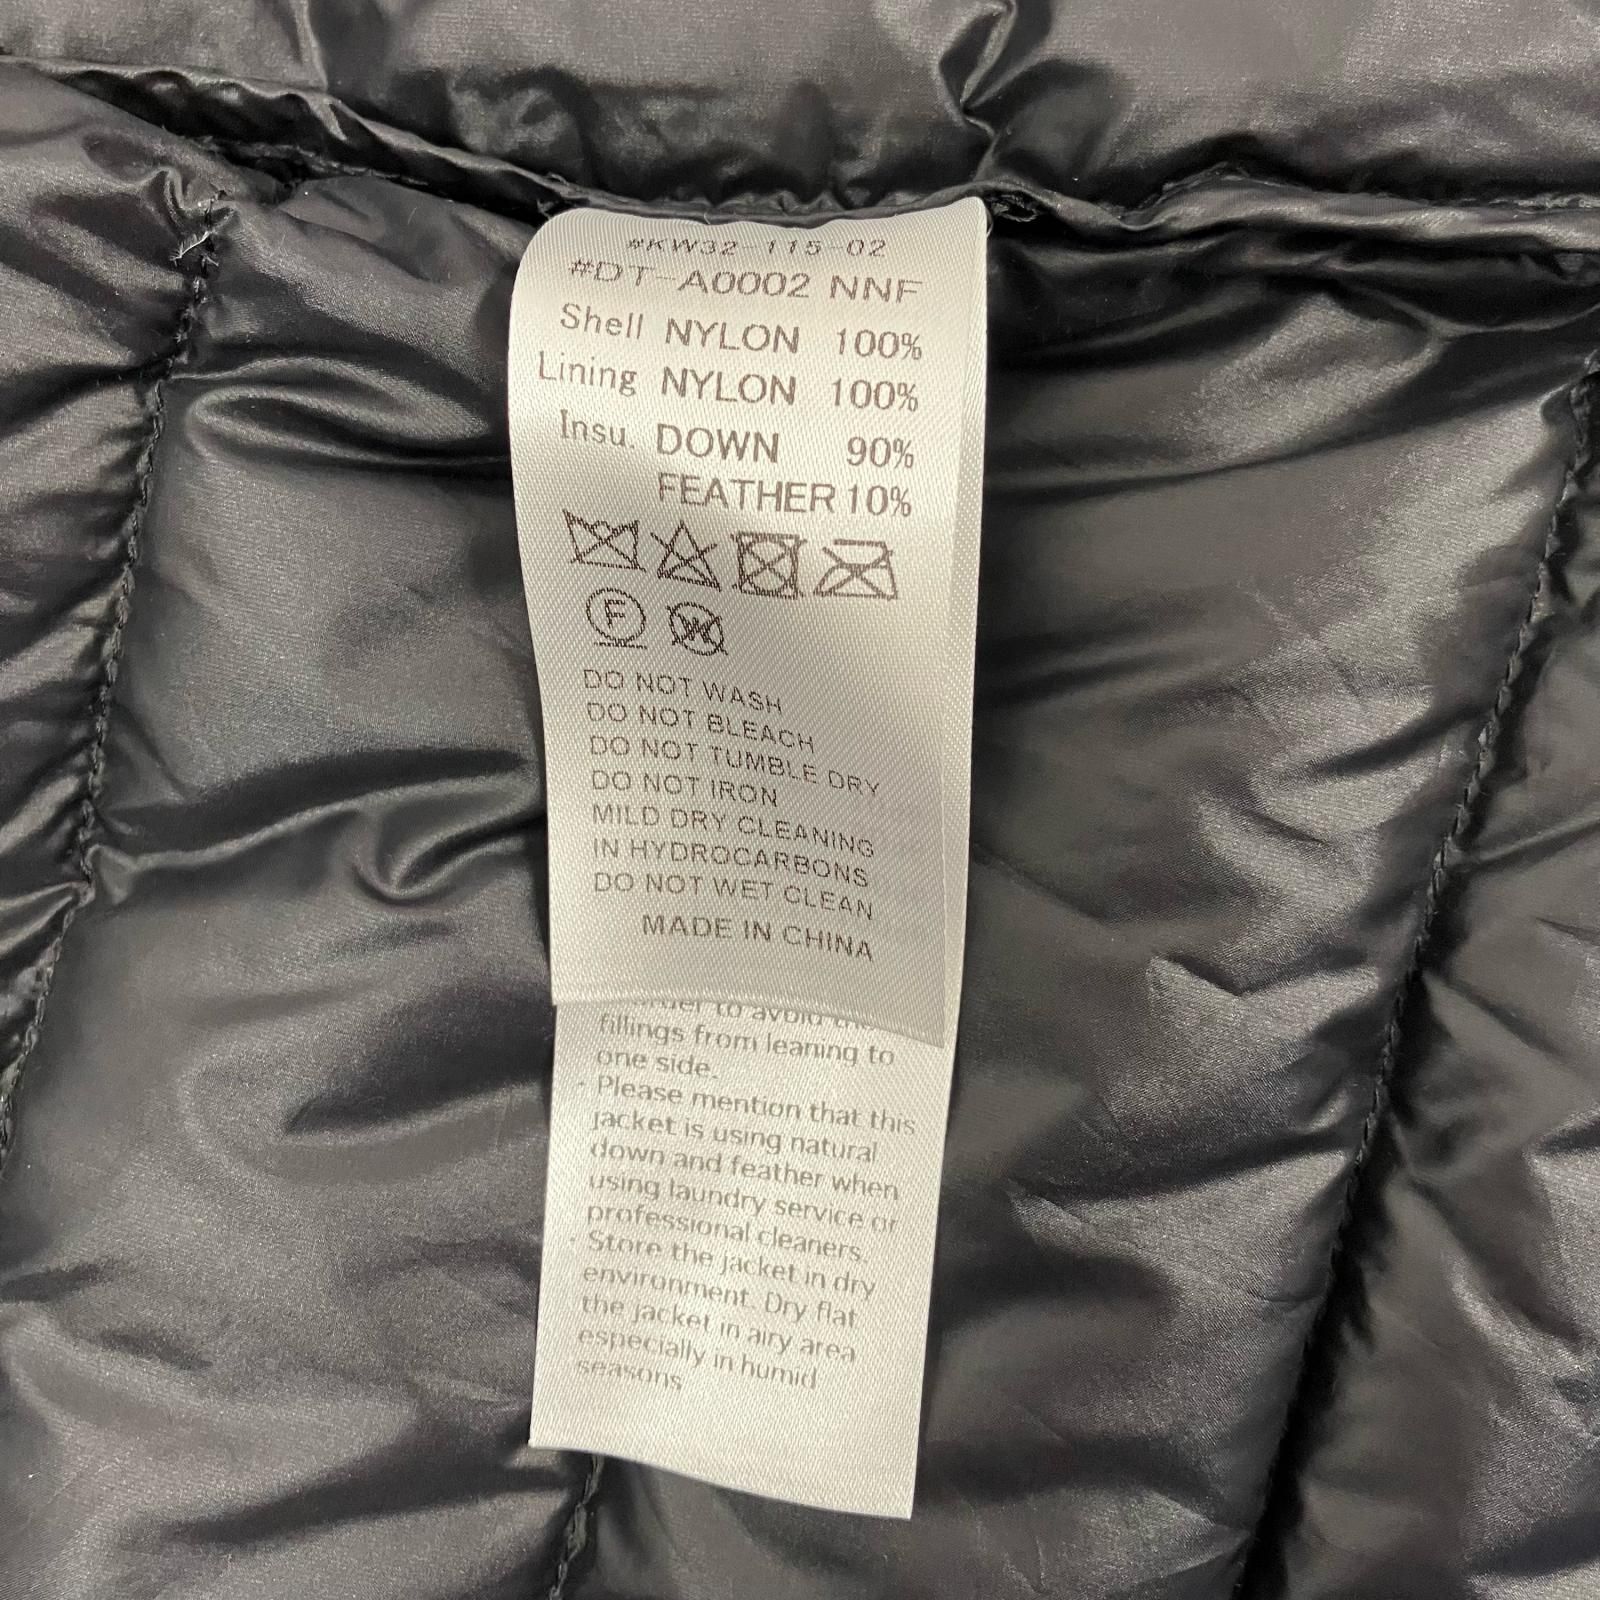 #KW32-115-02
#DT-A0002 NNF
Shell NYLON 100%
Lining NYLON 100%
Insu. DOWN 90%
FEATHER 10%
F W
DO NOT WASH
DO NOT BLEACH
DO NOT TUMBLE DRY
DO NOT IRON
MILD DRY CLEANING
IN HYDROCARBONS
DO NOT WET CLEAN
MADE IN CHINA
to avoid
fillings from leaning to
one side.
· Please mention that this
jacket is using natural
down and feather when
using laundry service or
professional cleaners.
· Store the jacket in dry
environment. Dry flat
the jacket in airy area
especially in humid
seasons